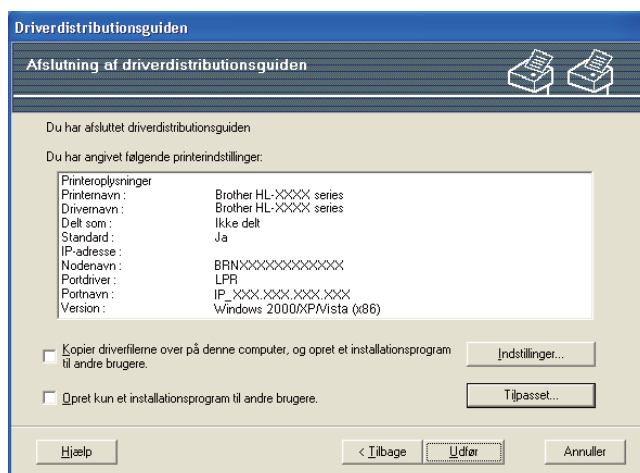 Driverdistributionsguiden
Afslutning af driverdistributionsguiden
Du har afsluttet driverdistributionsguiden
Du har angivet følgende printerindstillinger:
Printeroplysninger
Printernavn : Brother HL-XXXX series
Drivernavn : Brother HL-XXXX series
Delt som : Ikke delt
Standard : Ja
IP-adresse :
Nodenavn : BRNXXXXXXXXXXXX
Portdriver : LPR
Portnavn : IP_XXX.XXX.XXX.XXX
Version : Windows 2000/XP/Vista (x86)
Kopier driverfilerne over på denne computer, og opret et installationsprogram
til andre brugere.
Indstillinger...
Opret kun et installationsprogram til andre brugere.
Tilpasset...
Hjælp
< Tilbage
Udfør
Annuller